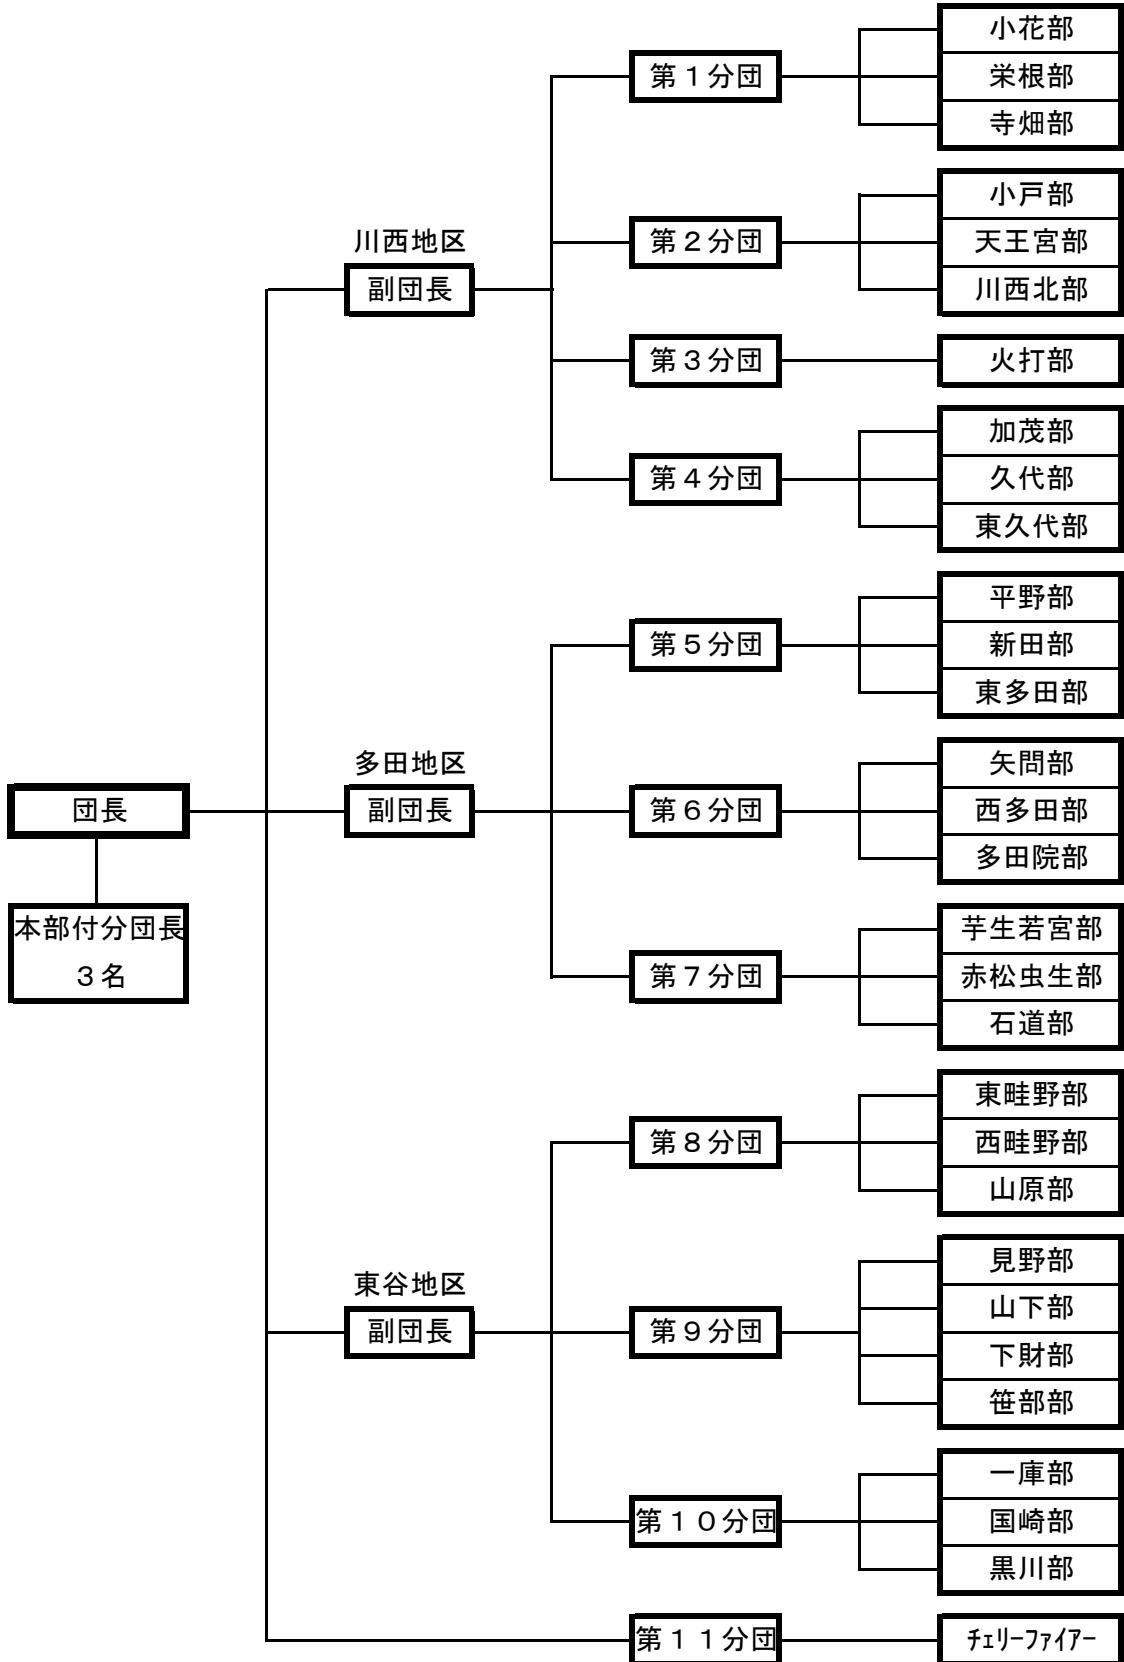 団長
本部付分団長
３名
川西地区
副団長
第１分団
小花部
栄根部
寺畑部
第２分団
小戸部
天王宮部
川西北部
第３分団
火打部
第４分団
加茂部
久代部
東久代部
多田地区
副団長
第５分団
平野部
新田部
東多田部
第６分団
矢問部
西多田部
多田院部
第７分団
芋生若宮部
赤松虫生部
石道部
東谷地区
副団長
第８分団
東畦野部
西畦野部
山原部
第９分団
見野部
山下部
下財部
笹部部
第１０分団
一庫部
国崎部
黒川部
第１１分団
ﾁｪﾘｰﾌｧｲｱｰ